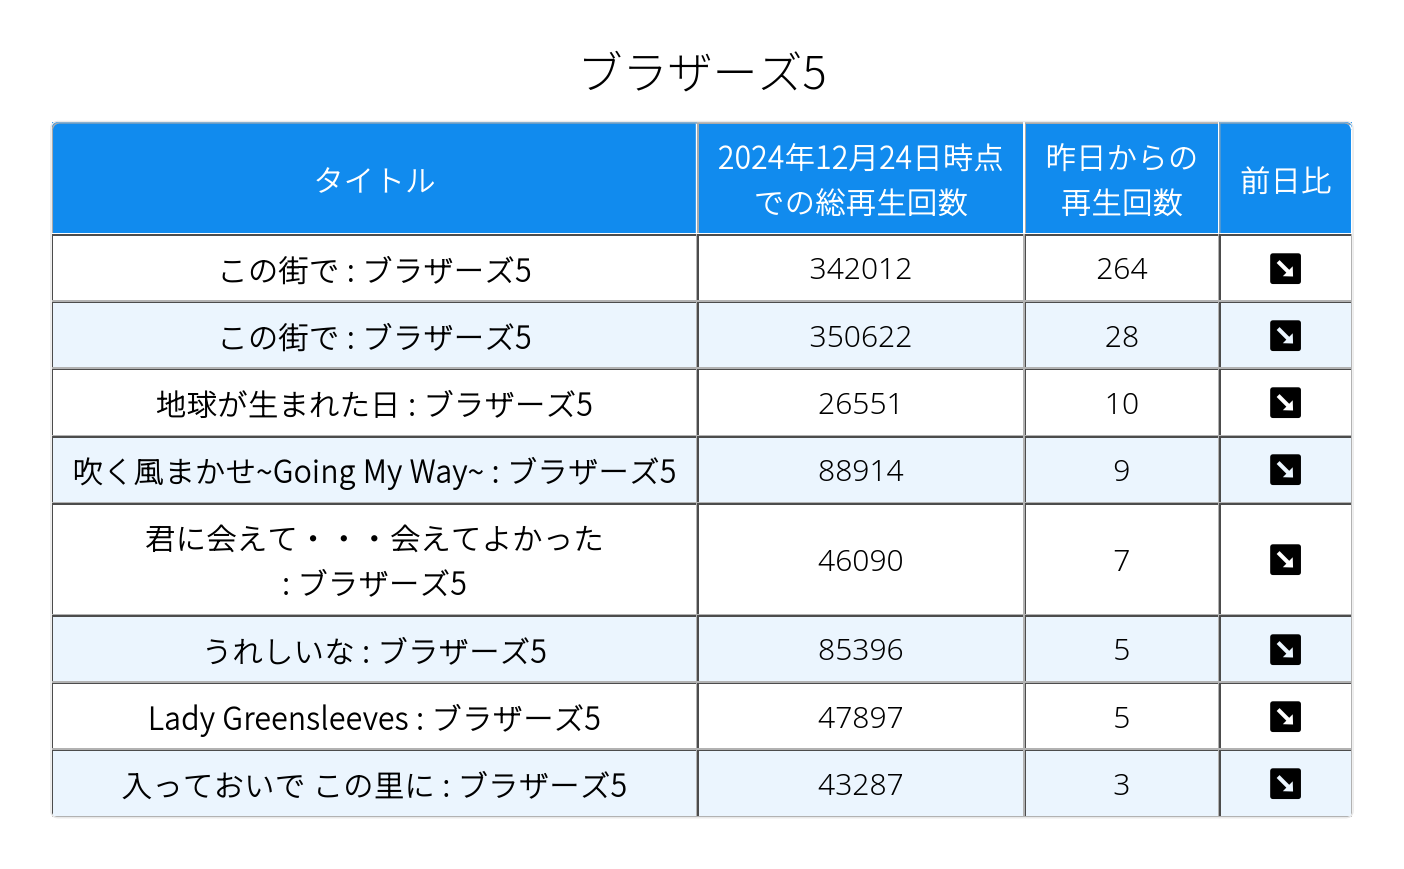 ブラザーズ5
タイトル
2024年12月24日時点
での総再生回数
昨日からの
再生回数
前日比
この街で : ブラザーズ5
342012
264
この街で : ブラザーズ5
350622
28
地球が生まれた日 : ブラザーズ5
26551
10
吹く風まかせ~Going My Way~ : ブラザーズ5
88914
9
君に会えて・・・会えてよかった
: ブラザーズ5
46090
7
うれしいな : ブラザーズ5
85396
5
Lady Greensleeves : ブラザーズ5
47897
5
入っておいで この里に : ブラザーズ5
43287
3